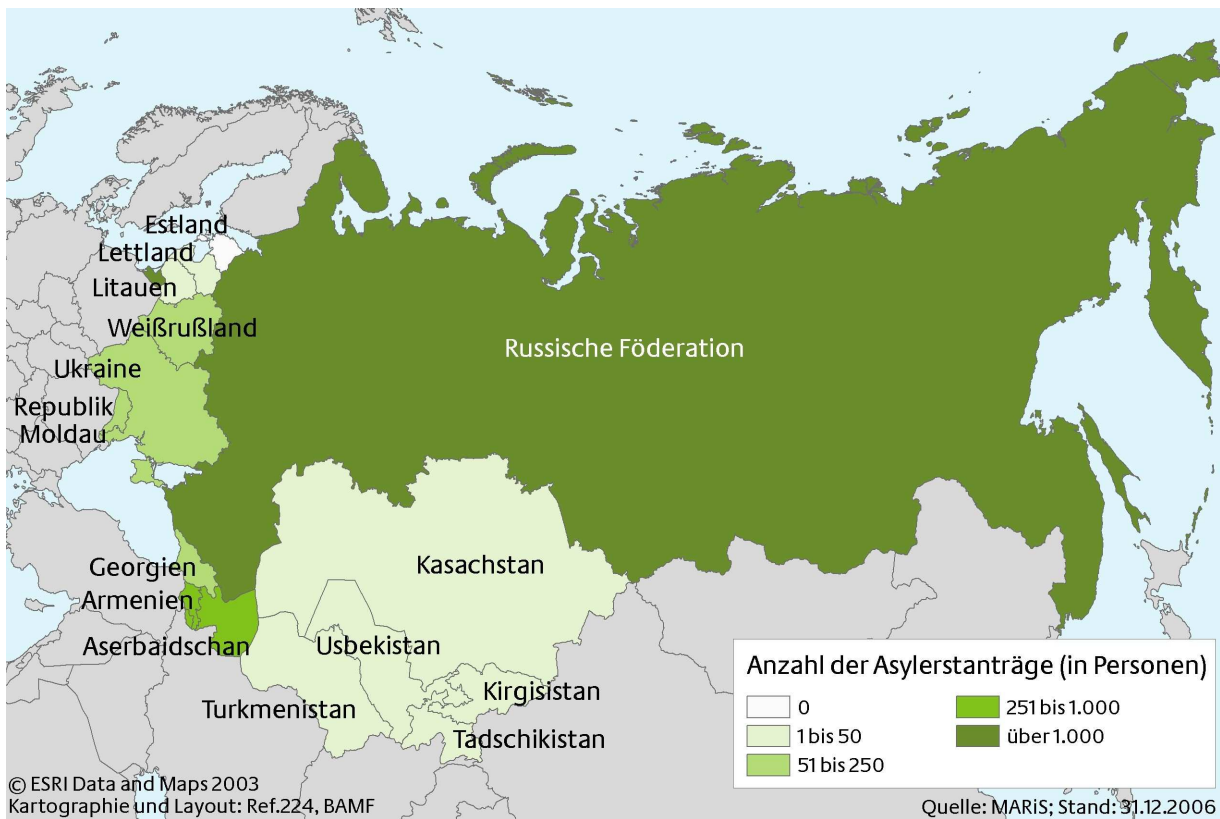 Estland
Lettland
Litauen
Weißrußland
Ukraine
Republik
Moldau
Russische Föderation
Georgien
Armenien
Aserbaidschan
Kasachstan
Usbekistan
Turkmenistan
Kirgisistan
Tadschikistan
Anzahl der Asylerstanträge (in Personen)
0
1 bis 50
51 bis 250
251 bis 1.000
über 1.000
© ESRI Data and Maps 2003
Kartographie und Layout: Ref.224, BAMF
Quelle: MARiS; Stand: 31.12.2006